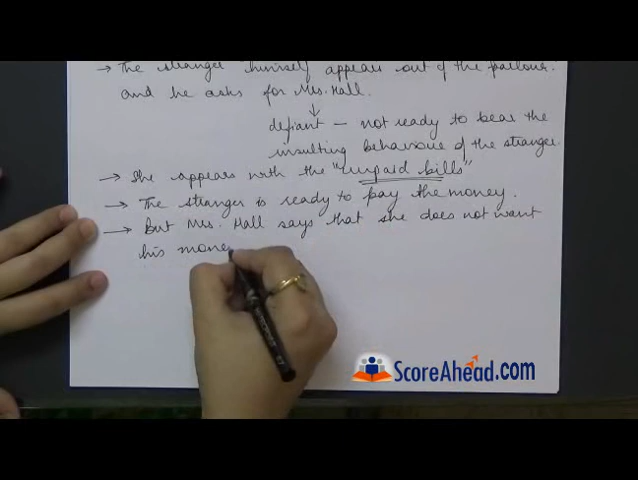 → The stranger himself appears out of the parlour.
and he asks for Mrs. Hall.
↓
defiant – not ready to bear the
insulting behaviour of the stranger.
→ She appears with the "unpaid bills"
→ The stranger is ready to pay the money.
→ But Mrs. Hall says that she does not want
his mone
ScoreAhead.com